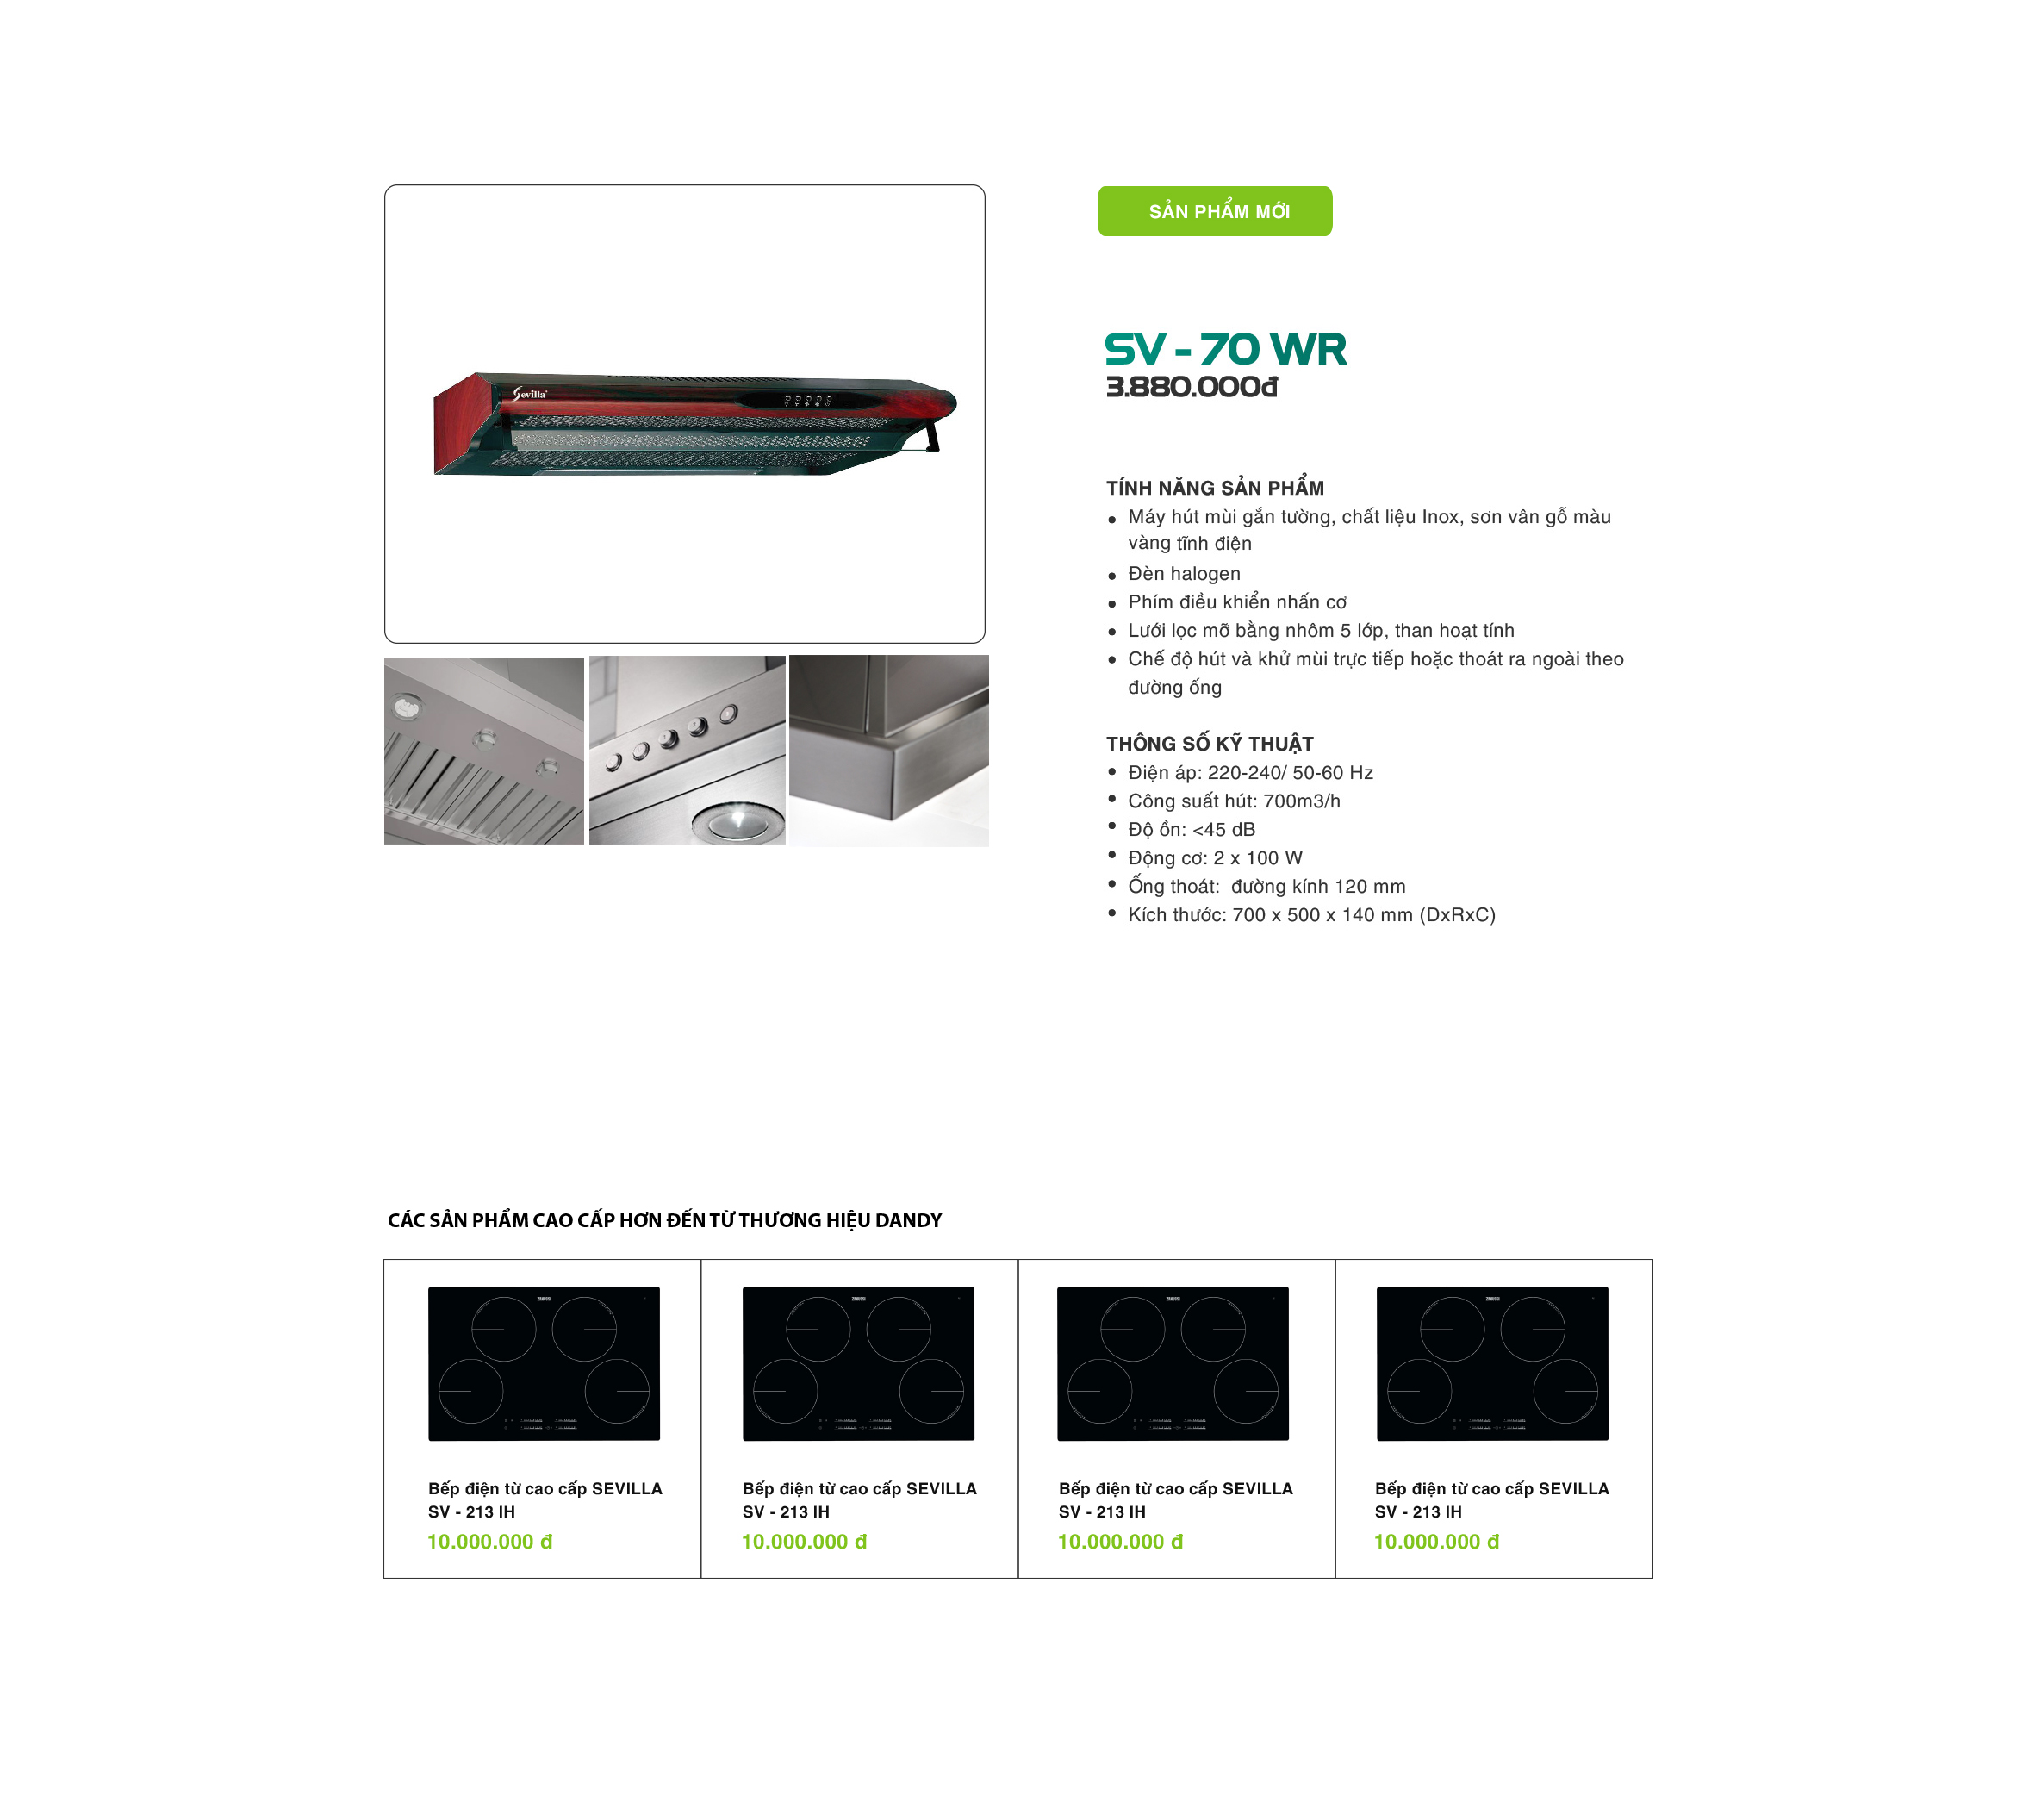 SẢN PHẨM MỚI
Sevilla
SV - 70 WR
3.880.000đ
TÍNH NĂNG SẢN PHẨM
• Máy hút mùi gắn tường, chất liệu Inox, sơn vân gỗ màu
vàng tĩnh điện
• Đèn halogen
• Phím điều khiển nhấn cơ
• Lưới lọc mỡ bằng nhôm 5 lớp, than hoạt tính
• Chế độ hút và khử mùi trực tiếp hoặc thoát ra ngoài theo
đường ống
THÔNG SỐ KỸ THUẬT
• Điện áp: 220-240/ 50-60 Hz
• Công suất hút: 700m3/h
• Độ ồn: <45 dB
• Động cơ: 2 x 100 W
• Ống thoát:  đường kính 120 mm
• Kích thước: 700 x 500 x 140 mm (DxRxC)
CÁC SẢN PHẨM CAO CẤP HƠN ĐẾN TỪ THƯƠNG HIỆU DANDY
Bếp điện từ cao cấp SEVILLA
SV - 213 IH
10.000.000 đ
Bếp điện từ cao cấp SEVILLA
SV - 213 IH
10.000.000 đ
Bếp điện từ cao cấp SEVILLA
SV - 213 IH
10.000.000 đ
Bếp điện từ cao cấp SEVILLA
SV - 213 IH
10.000.000 đ